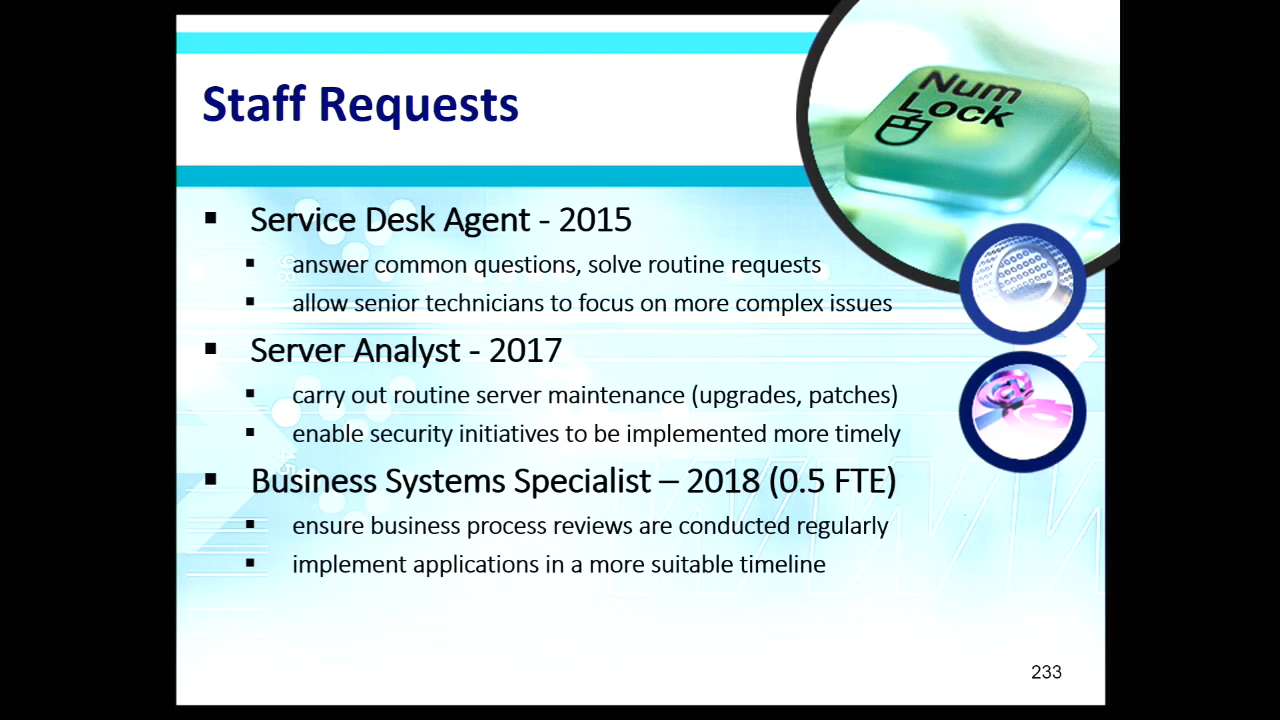 Staff Requests
Num
Lock
Service Desk Agent - 2015
answer common questions, solve routine requests
allow senior technicians to focus on more complex issues
Server Analyst - 2017
carry out routine server maintenance (upgrades, patches)
enable security initiatives to be implemented more timely
Business Systems Specialist – 2018 (0.5 FTE)
ensure business process reviews are conducted regularly
implement applications in a more suitable timeline
233